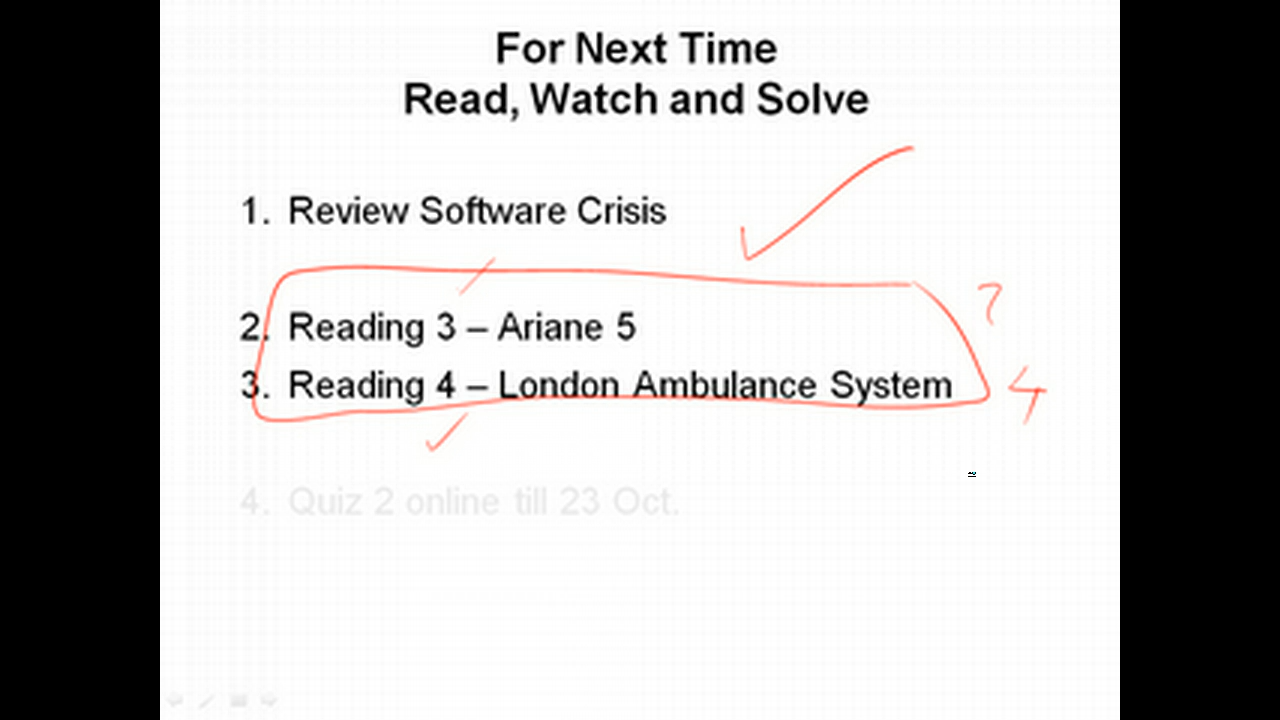 For Next Time
Read, Watch and Solve
1. Review Software Crisis
2. Reading 3 – Ariane 5
3. Reading 4 – London Ambulance System
4
4. Quiz 2 online till 23 Oct.